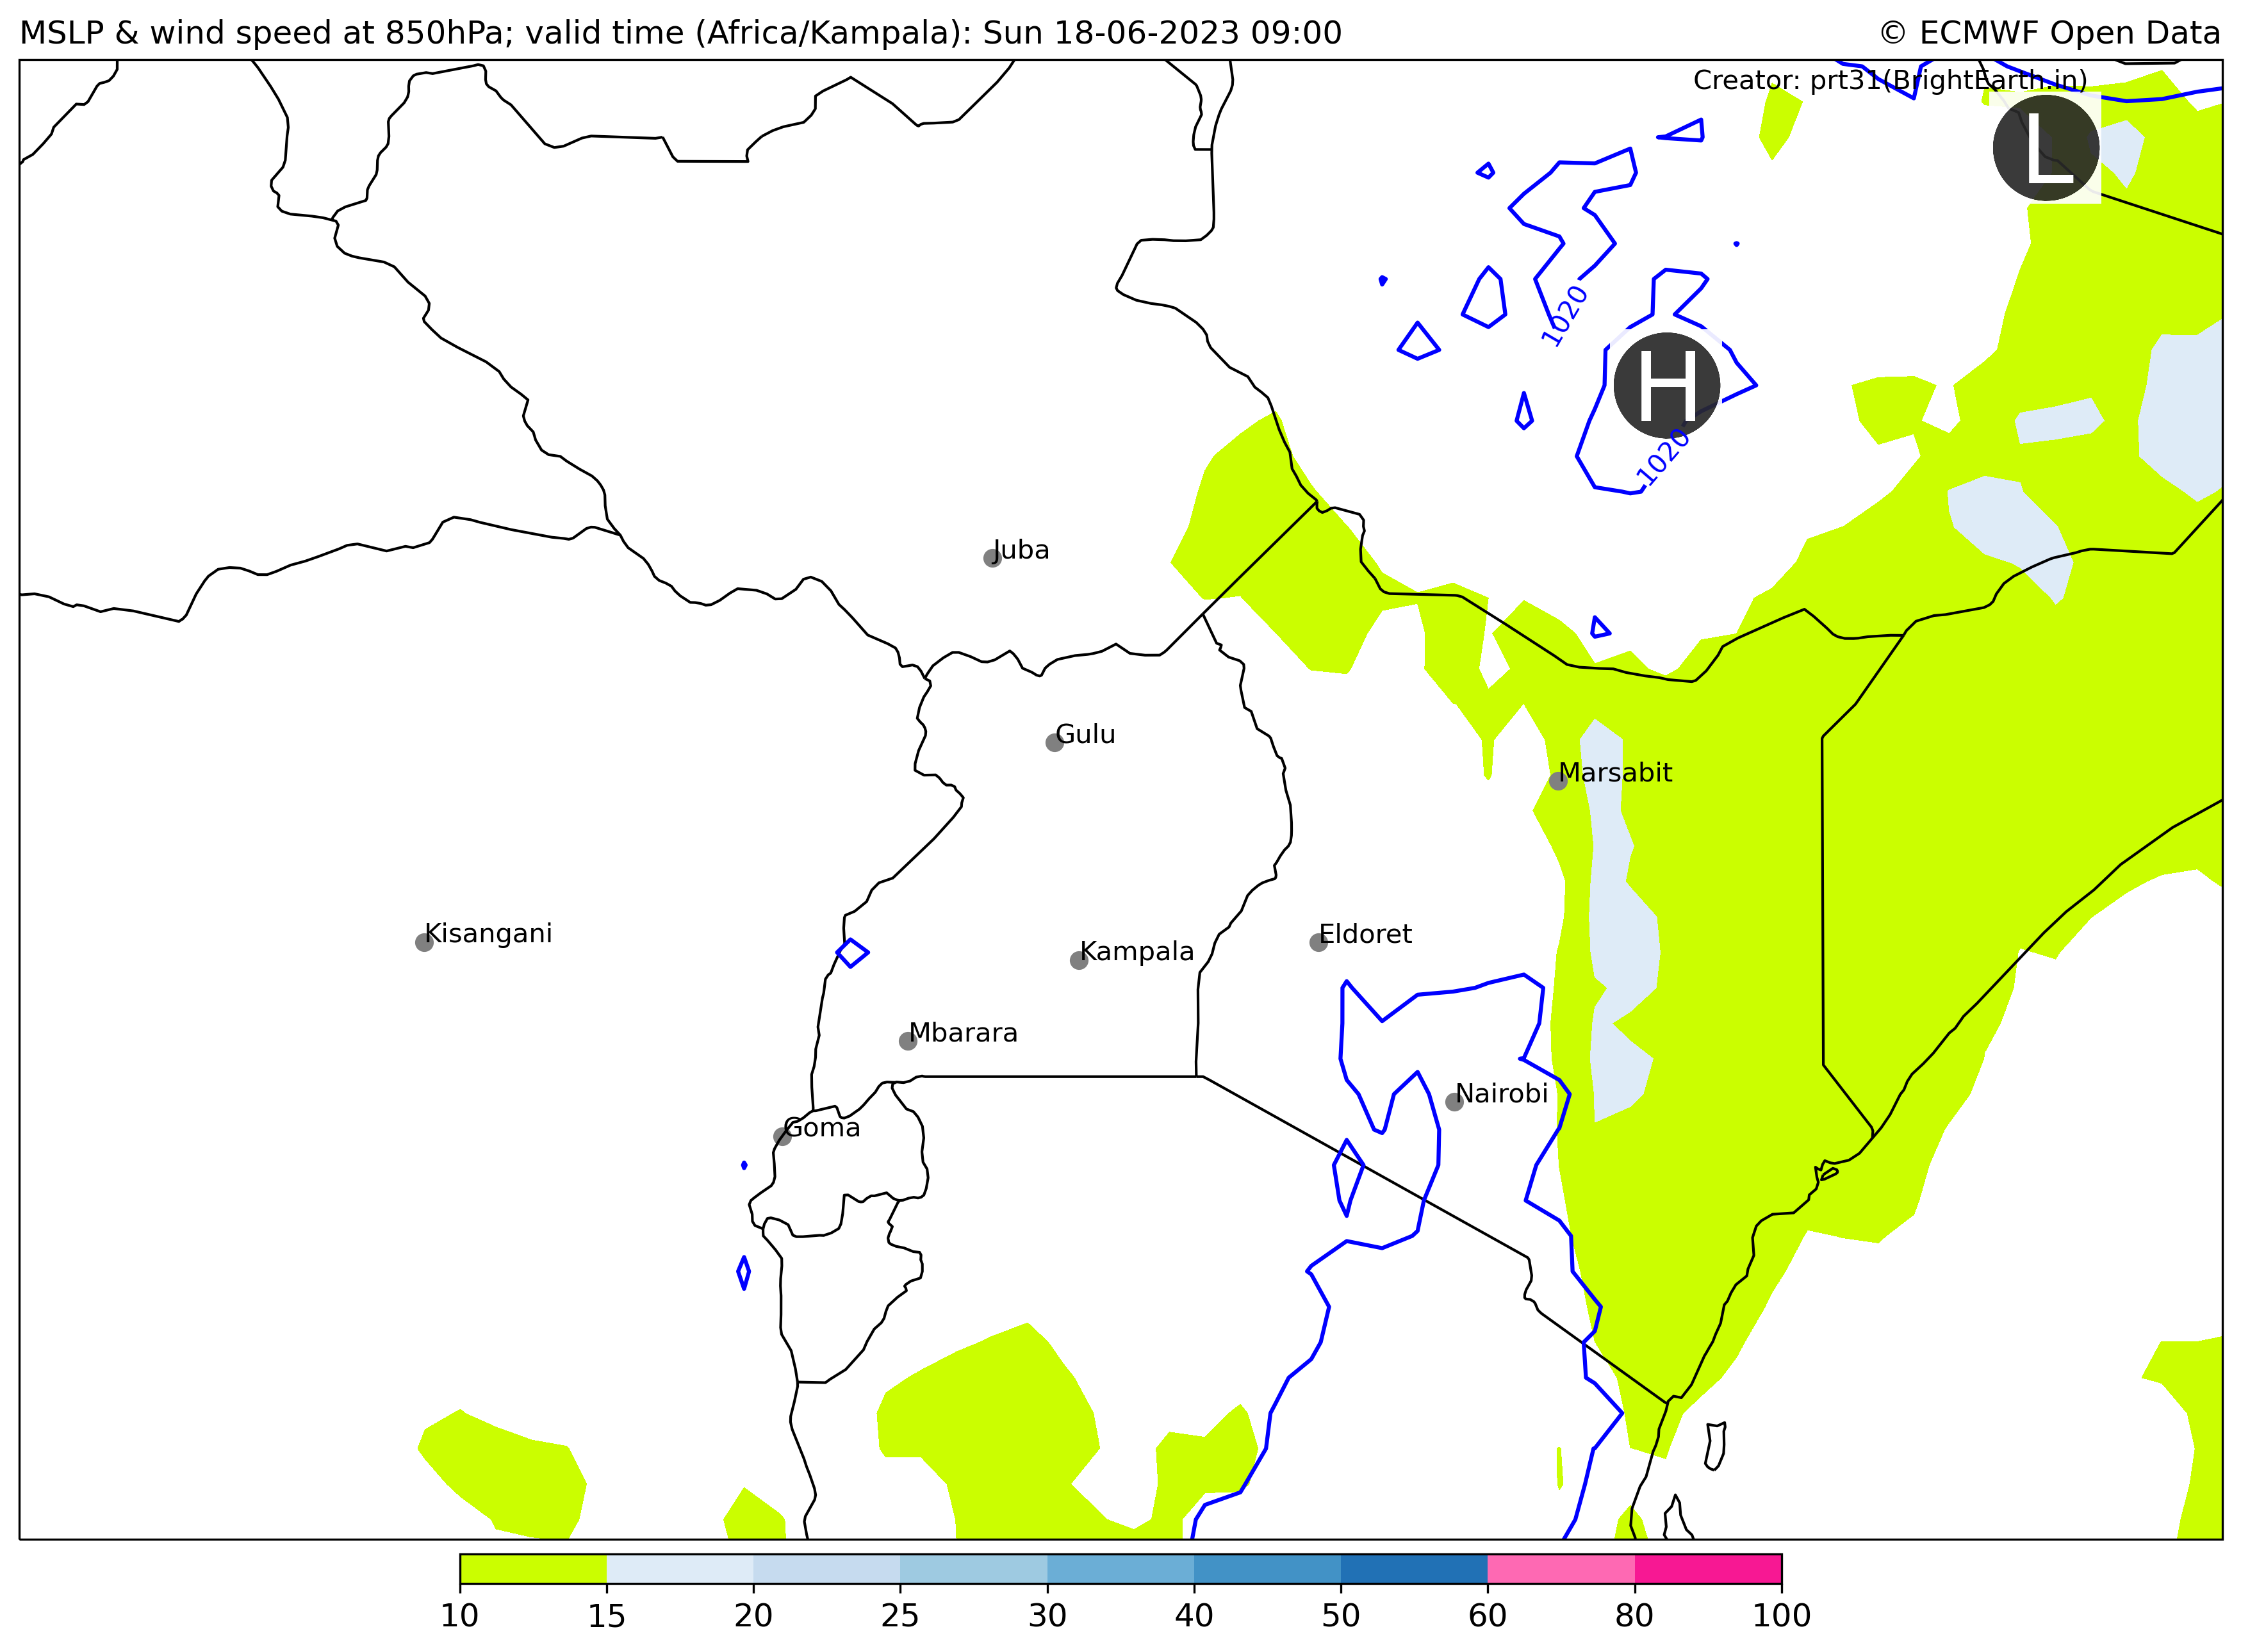 MSLP & wind speed at 850hPa; valid time (Africa/Kampala): Sun 18-06-2023 09:00
© ECMWF Open Data
Creator: prt31(BrightEarth.in)
L
1020
H
1020
Juba
Gulu
Marsabit
Kisangani
Eldoret
Kampala
Mbarara
Nairobi
Goma
10 15 20 25 30 40 50 60 80 100